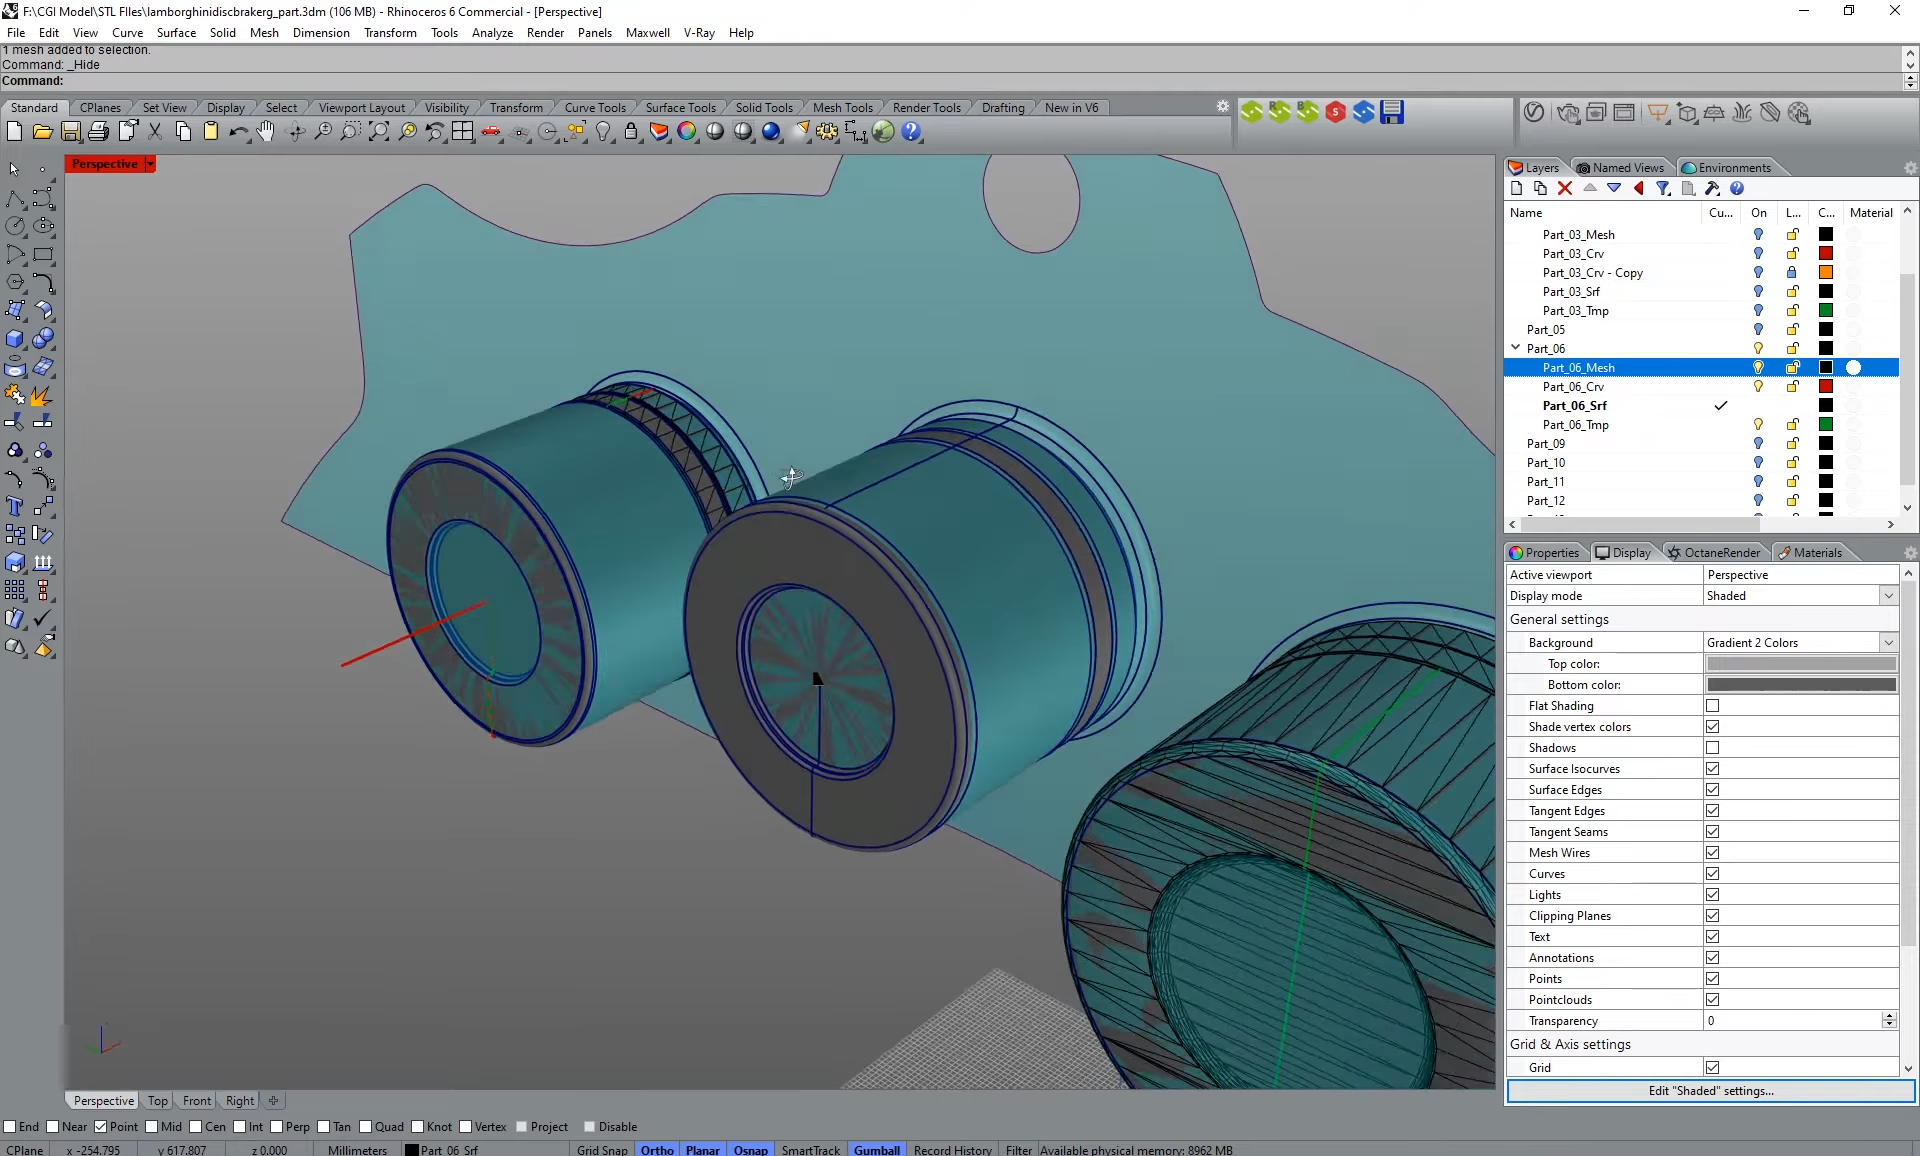 F:\CGI Model\STL FIles\lamborghinidiscbrakerg_part.3dm (106 MB) - Rhinoceros 6 Commercial - [Perspective]
File Edit View Curve Surface Solid Mesh Dimension Transform Tools Analyze Render Panels Maxwell V-Ray Help
1 mesh added to selection.
Command: _Hide
Command:
Standard CPlanes Set View Display Select Viewport Layout Visibility Transform Curve Tools Surface Tools Solid Tools Mesh Tools Render Tools Drafting New in V6
Perspective
Layers Named Views Environments
Name Cu... On L... C... Material
Part_03_Mesh
Part_03_Crv
Part_03_Crv - Copy
Part_03_Srf
Part_03_Tmp
Part_05
Part_06
Part_06_Mesh
Part_06_Crv
Part_06_Srf
Part_06_Tmp
Part_09
Part_10
Part_11
Part_12
Properties Display OctaneRender Materials
Active viewport Perspective
Display mode Shaded
General settings
Background Gradient 2 Colors
Top color:
Bottom color:
Flat Shading
Shade vertex colors
Shadows
Surface Isocurves
Surface Edges
Tangent Edges
Tangent Seams
Mesh Wires
Curves
Lights
Clipping Planes
Text
Annotations
Points
Pointclouds
Transparency 0
Grid & Axis settings
Grid
Edit "Shaded" settings...
Perspective Top Front Right
End Near Point Mid Cen Int Perp Tan Quad Knot Vertex Project Disable
CPlane x -254.795 y 617.807 z 0.000 Millimeters Part_06_Srf Grid Snap Ortho Planar Osnap SmartTrack Gumball Record History Filter Available physical memory: 8962 MB